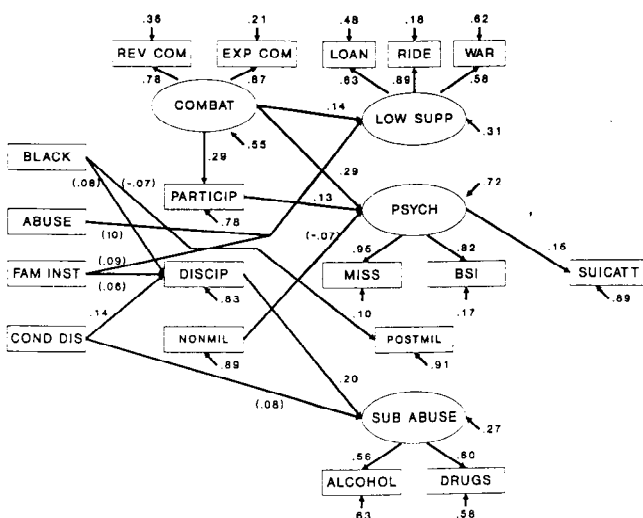 .36 .21 .48 .18 .62
REV COM EXP COM LOAN RIDE WAR
.78 .87 .63 .89 .58
COMBAT .14 LOW SUPP
.55 .31
.29
BLACK .29 .72
(.08) (-.07) PARTICIP .13 PSYCH
.78
ABUSE (-.07)
(10) .95 .82 .16
FAM INST (.09) DISCIP MISS BSI SUICATT
(.06) .83 .89
.14 .10 .17
COND DIS NONMIL POSTMIL
.89 .91
.20
(.08) SUB ABUSE .27
.56 .80
ALCOHOL DRUGS
.63 .58